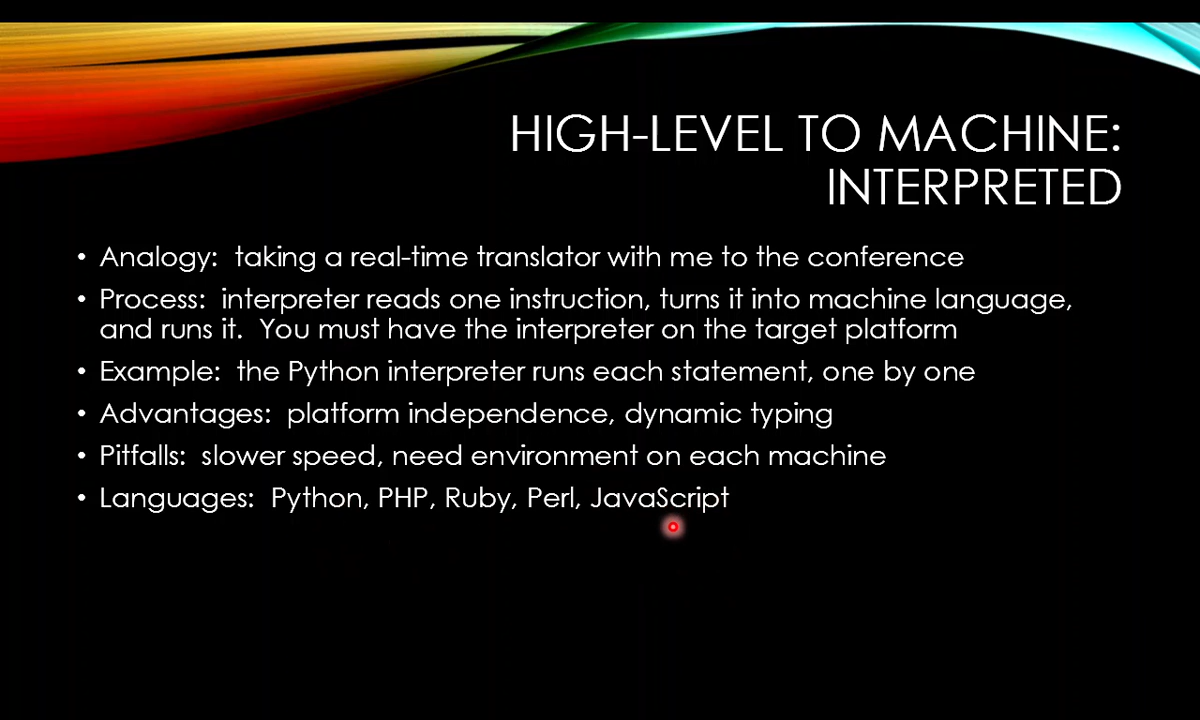 HIGH-LEVEL TO MACHINE:
INTERPRETED
• Analogy:  taking a real-time translator with me to the conference
• Process:  interpreter reads one instruction, turns it into machine language,
and runs it.  You must have the interpreter on the target platform
• Example:  the Python interpreter runs each statement, one by one
• Advantages:  platform independence, dynamic typing
• Pitfalls:  slower speed, need environment on each machine
• Languages:  Python, PHP, Ruby, Perl, JavaScript